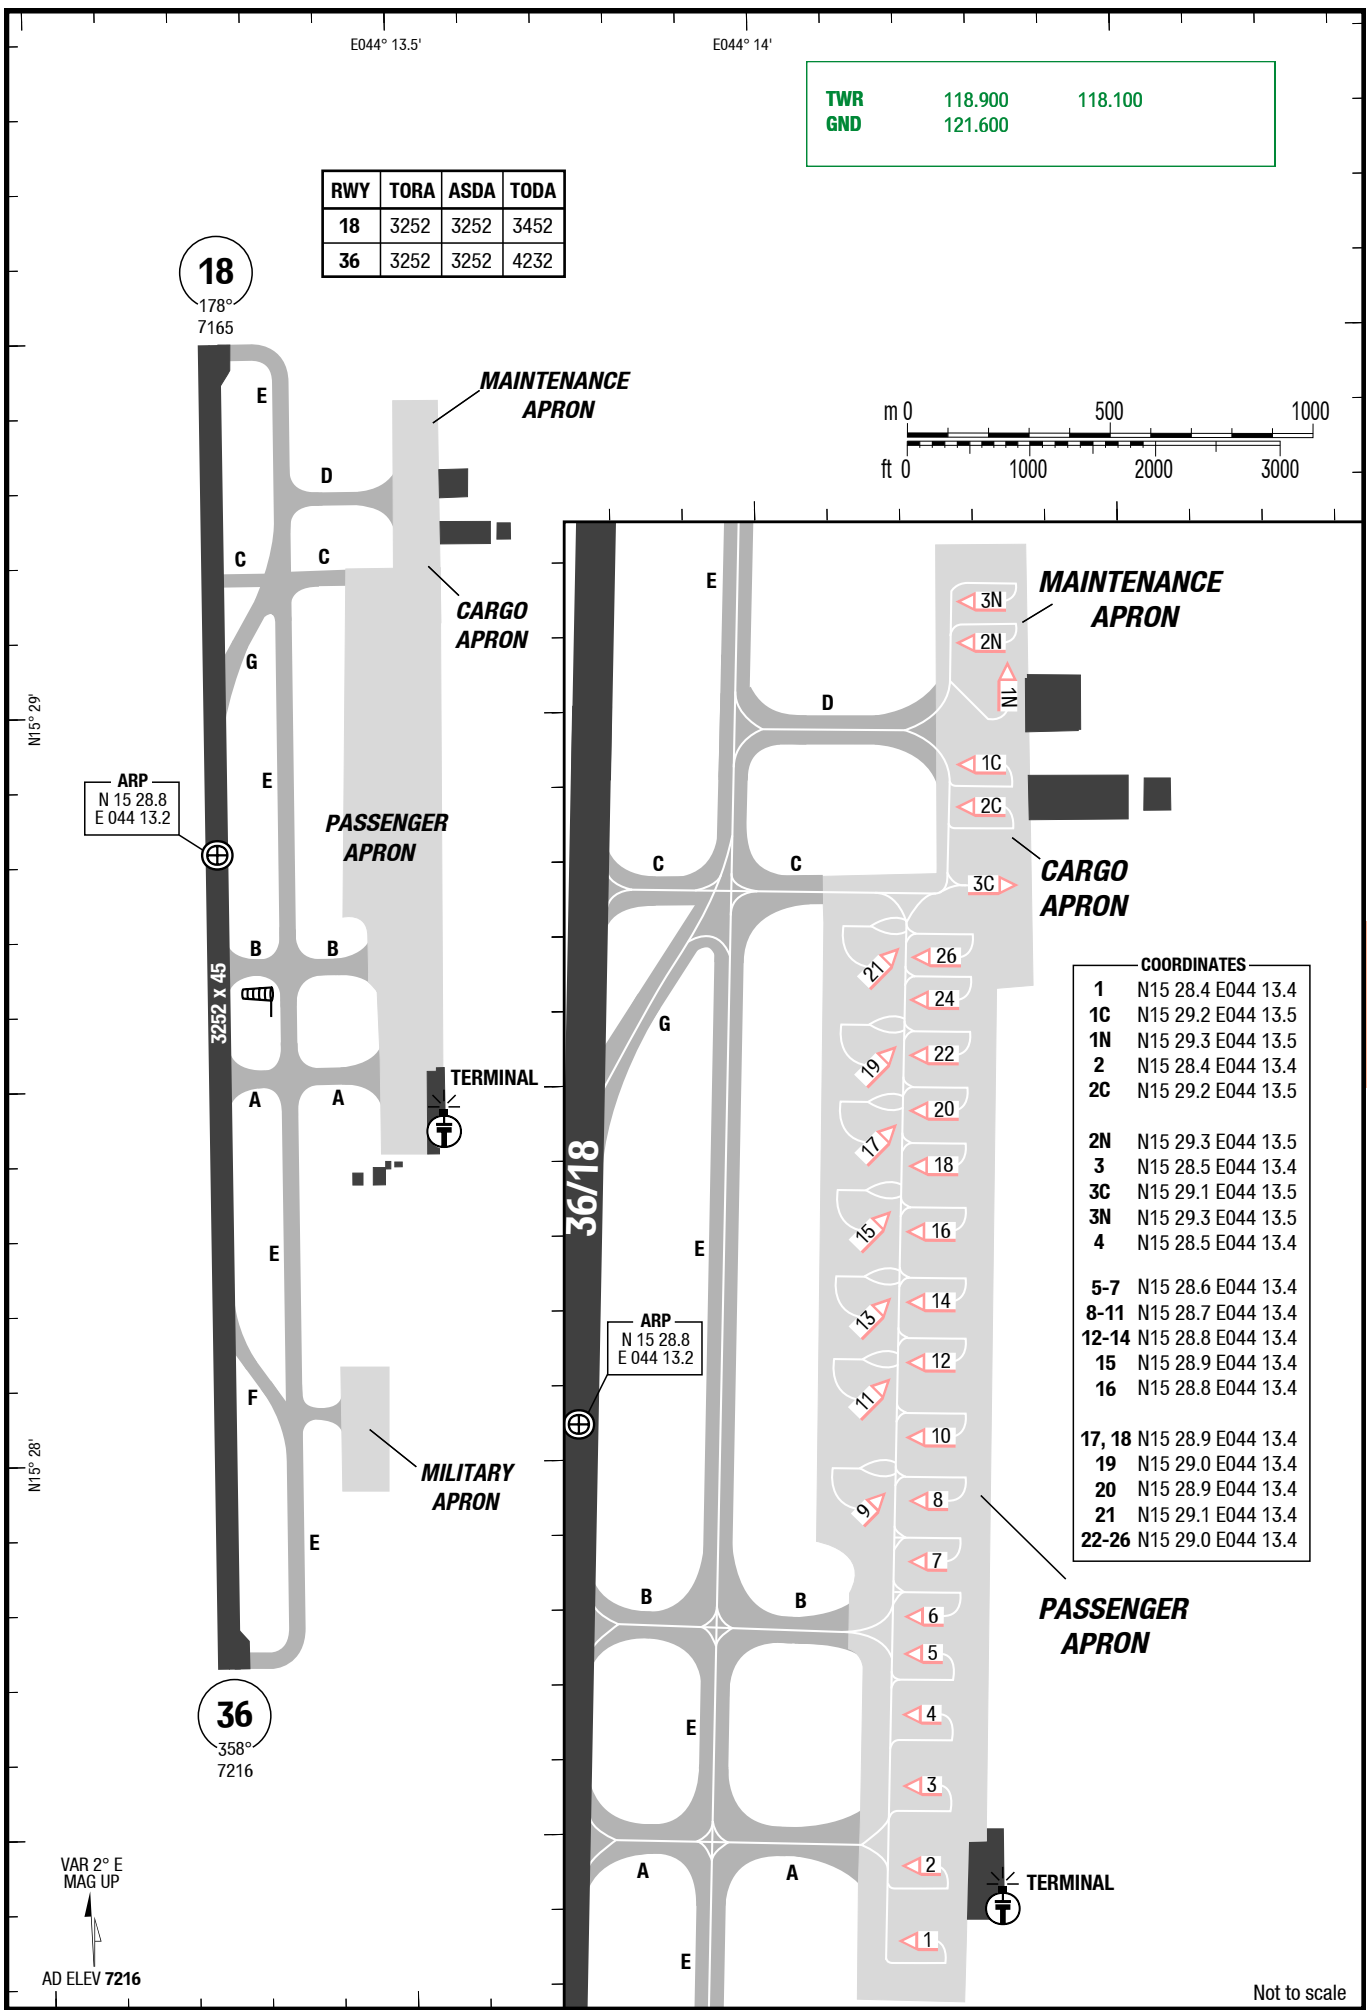 E044° 13.5'
E044° 14'
TWR 118.900 118.100
GND 121.600
RWY TORA ASDA TODA
18 3252 3252 3452
36 3252 3252 4232
18
178°
7165
E
MAINTENANCE
APRON
D
C
C
CARGO
APRON
G
N15° 29'
E
ARP
N 15 28.8
E 044 13.2
PASSENGER
APRON
B
B
3252 x 45
TERMINAL
A
A
E
F
N15° 28'
MILITARY
APRON
E
36
358°
7216
VAR 2° E
MAG UP
AD ELEV 7216
m 0 500 1000
ft 0 1000 2000 3000
E
3N
MAINTENANCE
APRON
2N
1N
D
1C
2C
C
C
3C
CARGO
APRON
21
26
24
G
19
22
20
17
18
36/18
15
16
E
13
14
ARP
N 15 28.8
E 044 13.2
12
11
10
9
8
7
B
B
6
PASSENGER
APRON
5
E
4
3
A
A
2
TERMINAL
1
E
COORDINATES
1 N15 28.4 E044 13.4
1C N15 29.2 E044 13.5
1N N15 29.3 E044 13.5
2 N15 28.4 E044 13.4
2C N15 29.2 E044 13.5
2N N15 29.3 E044 13.5
3 N15 28.5 E044 13.4
3C N15 29.1 E044 13.5
3N N15 29.3 E044 13.5
4 N15 28.5 E044 13.4
5-7 N15 28.6 E044 13.4
8-11 N15 28.7 E044 13.4
12-14 N15 28.8 E044 13.4
15 N15 28.9 E044 13.4
16 N15 28.8 E044 13.4
17, 18 N15 28.9 E044 13.4
19 N15 29.0 E044 13.4
20 N15 28.9 E044 13.4
21 N15 29.1 E044 13.4
22-26 N15 29.0 E044 13.4
Not to scale